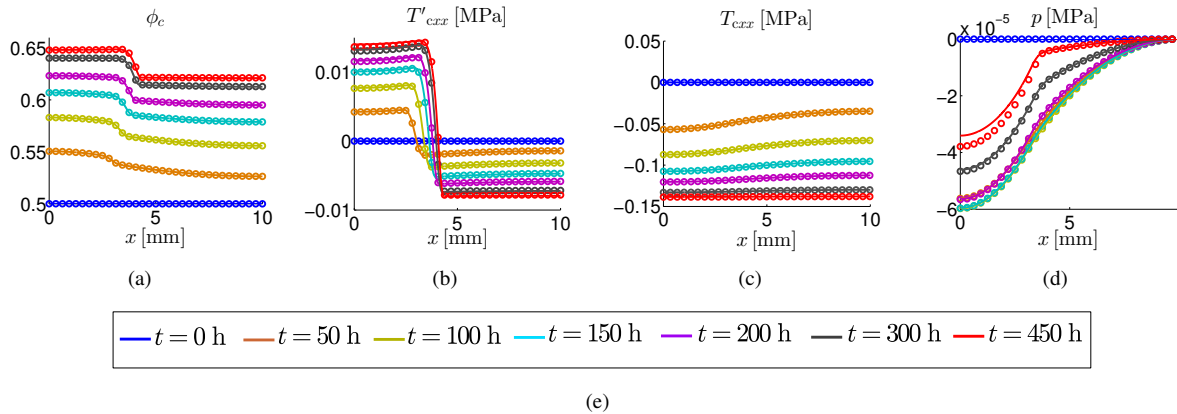 ϕc
T′cxx [MPa]
Tcxx [MPa]
p [MPa]
0.65
0.6
0.55
0.5
0 5 10
x [mm]
0.01
0
−0.01
0 5 10
x [mm]
0.05
0
−0.05
−0.1
−0.15
0 5 10
x [mm]
x 10⁻⁵
0
−2
−4
−6
0 5
x [mm]
(a)
(b)
(c)
(d)
t = 0 h t = 50 h t = 100 h t = 150 h t = 200 h t = 300 h t = 450 h
(e)